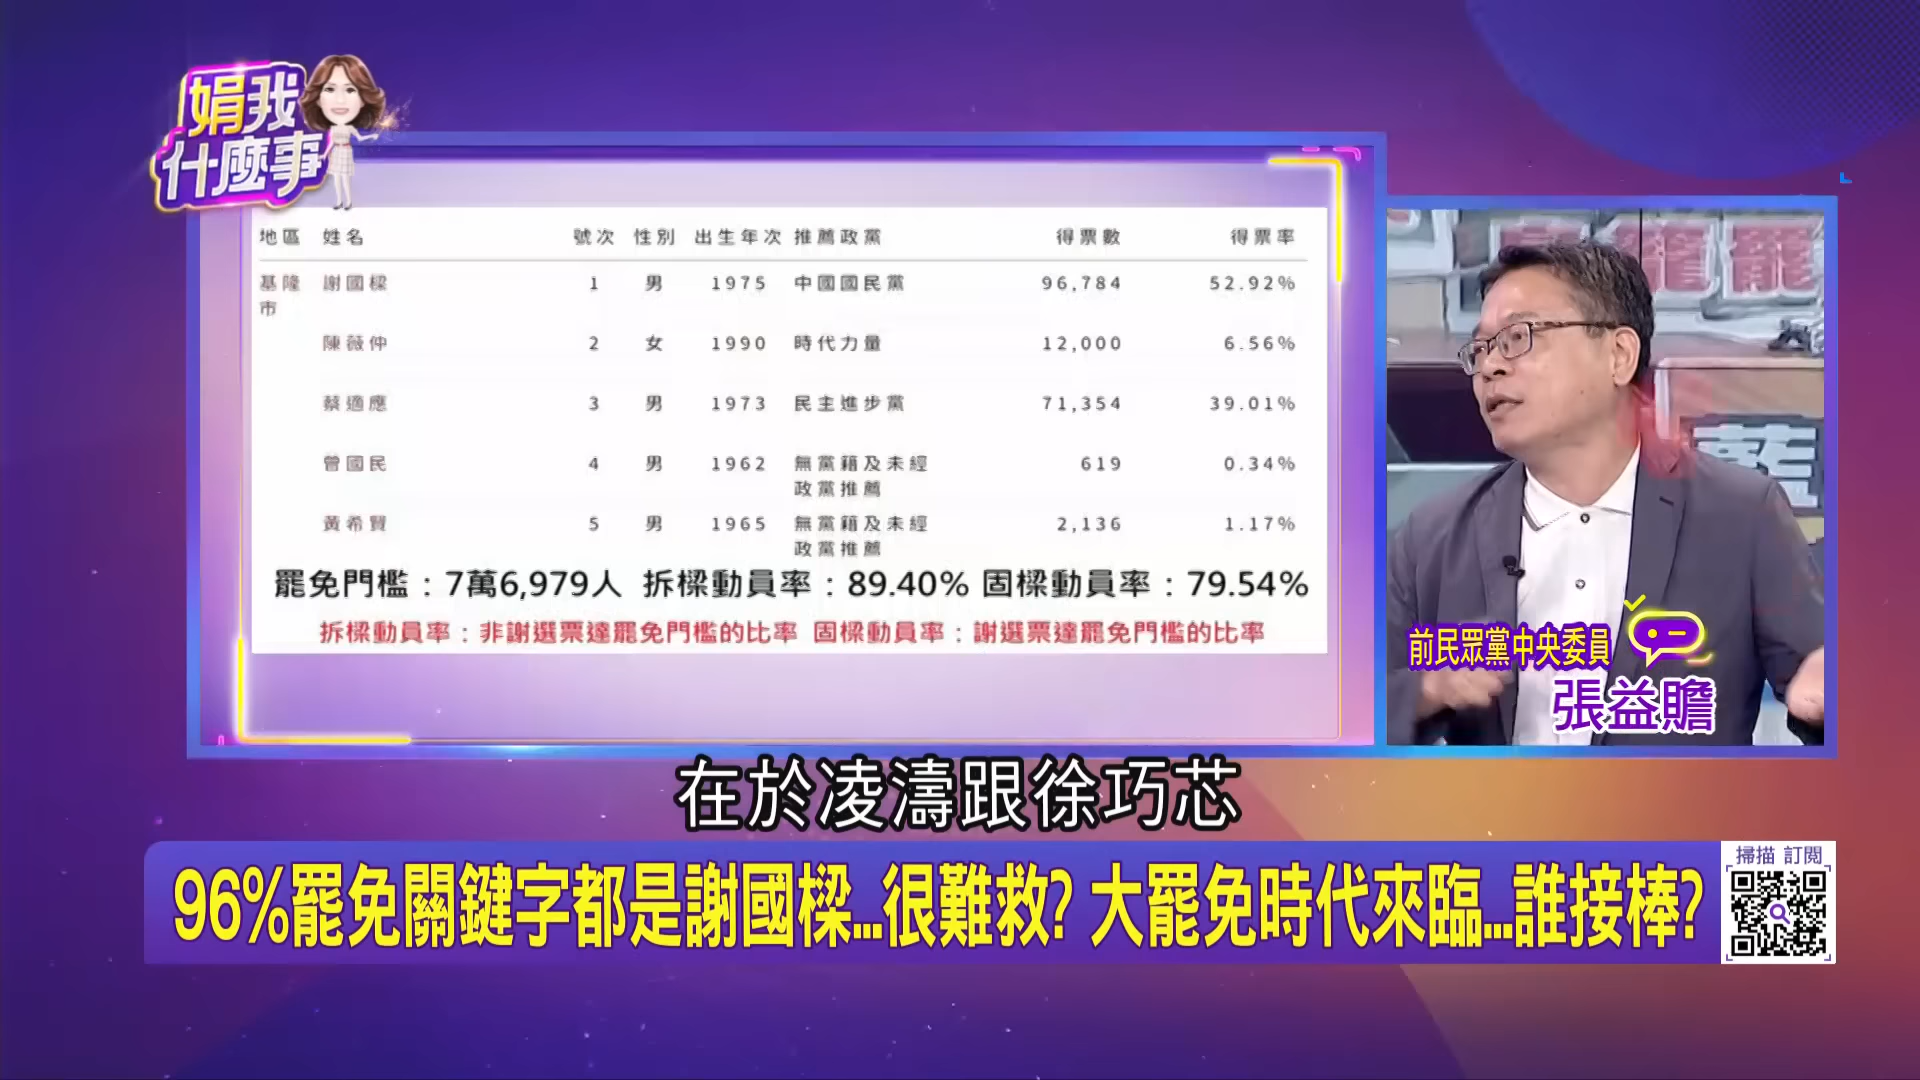 娟我
什麼事
地區 姓名 號次 性別 出生年次 推薦政黨 得票數 得票率
基隆市 謝國樑 1 男 1975 中國國民黨 96,784 52.92%
陳薇仲 2 女 1990 時代力量 12,000 6.56%
蔡適應 3 男 1973 民主進步黨 71,354 39.01%
曾國民 4 男 1962 無黨籍及未經政黨推薦 619 0.34%
黃希賢 5 男 1965 無黨籍及未經政黨推薦 2,136 1.17%
罷免門檻：7萬6,979人 拆樑動員率：89.40% 固樑動員率：79.54%
拆樑動員率：非謝選票達罷免門檻的比率 固樑動員率：謝選票達罷免門檻的比率
藍
前民眾黨中央委員
張益贍
在於凌濤跟徐巧芯
96%罷免關鍵字都是謝國樑...很難救? 大罷免時代來臨...誰接棒?
掃描 訂閱